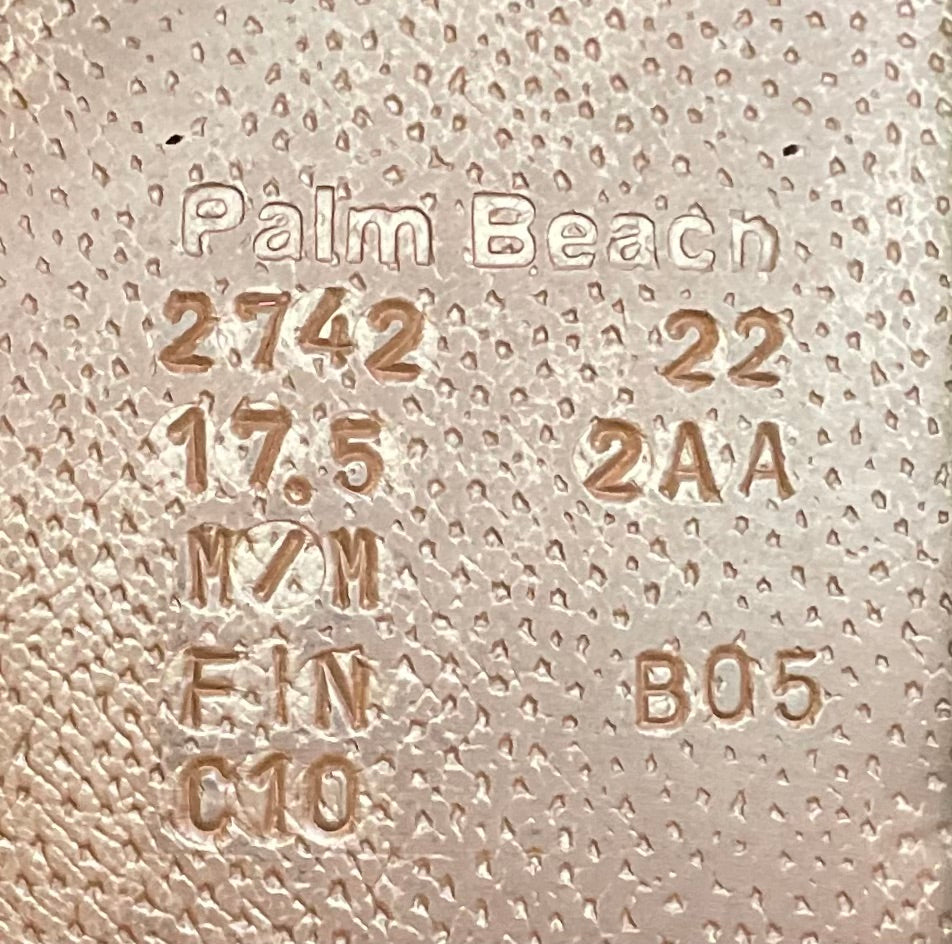 Palm Beach
2742 22
17.5 2AA
M/M
FIN B05
C10